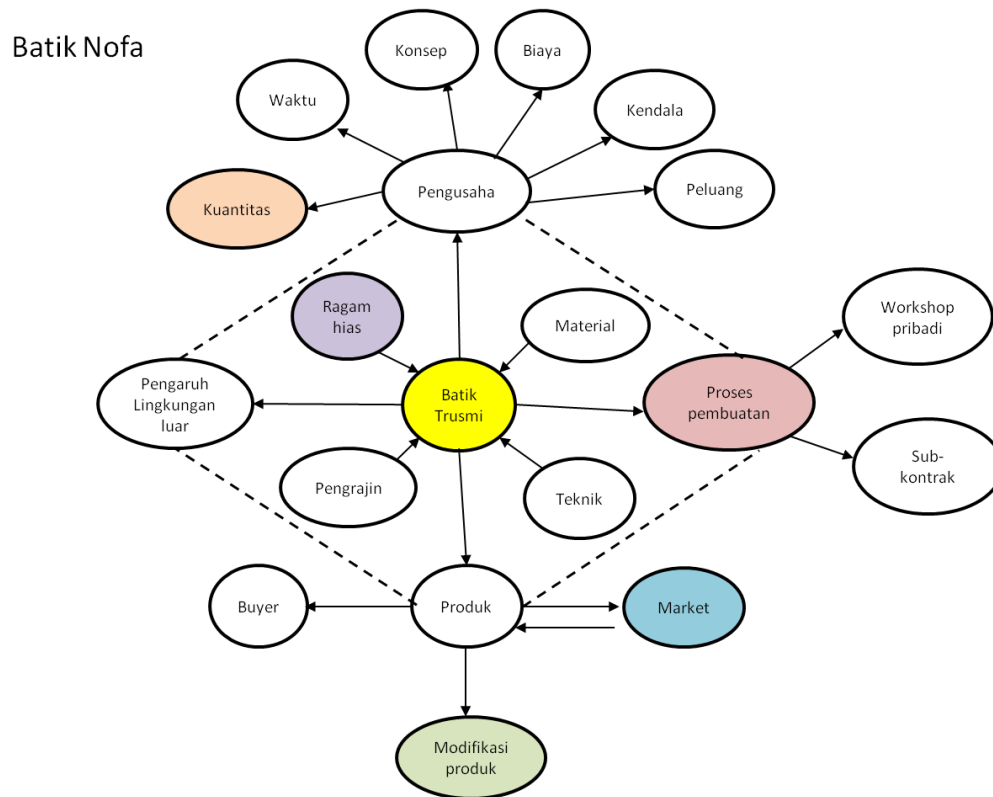 Batik Nofa
Konsep
Biaya
Waktu
Kendala
Pengusaha
Peluang
Kuantitas
Ragam
hias
Material
Workshop
pribadi
Pengaruh
Lingkungan
luar
Batik
Trusmi
Proses
pembuatan
Pengrajin
Teknik
Sub-
kontrak
Buyer
Produk
Market
Modifikasi
produk